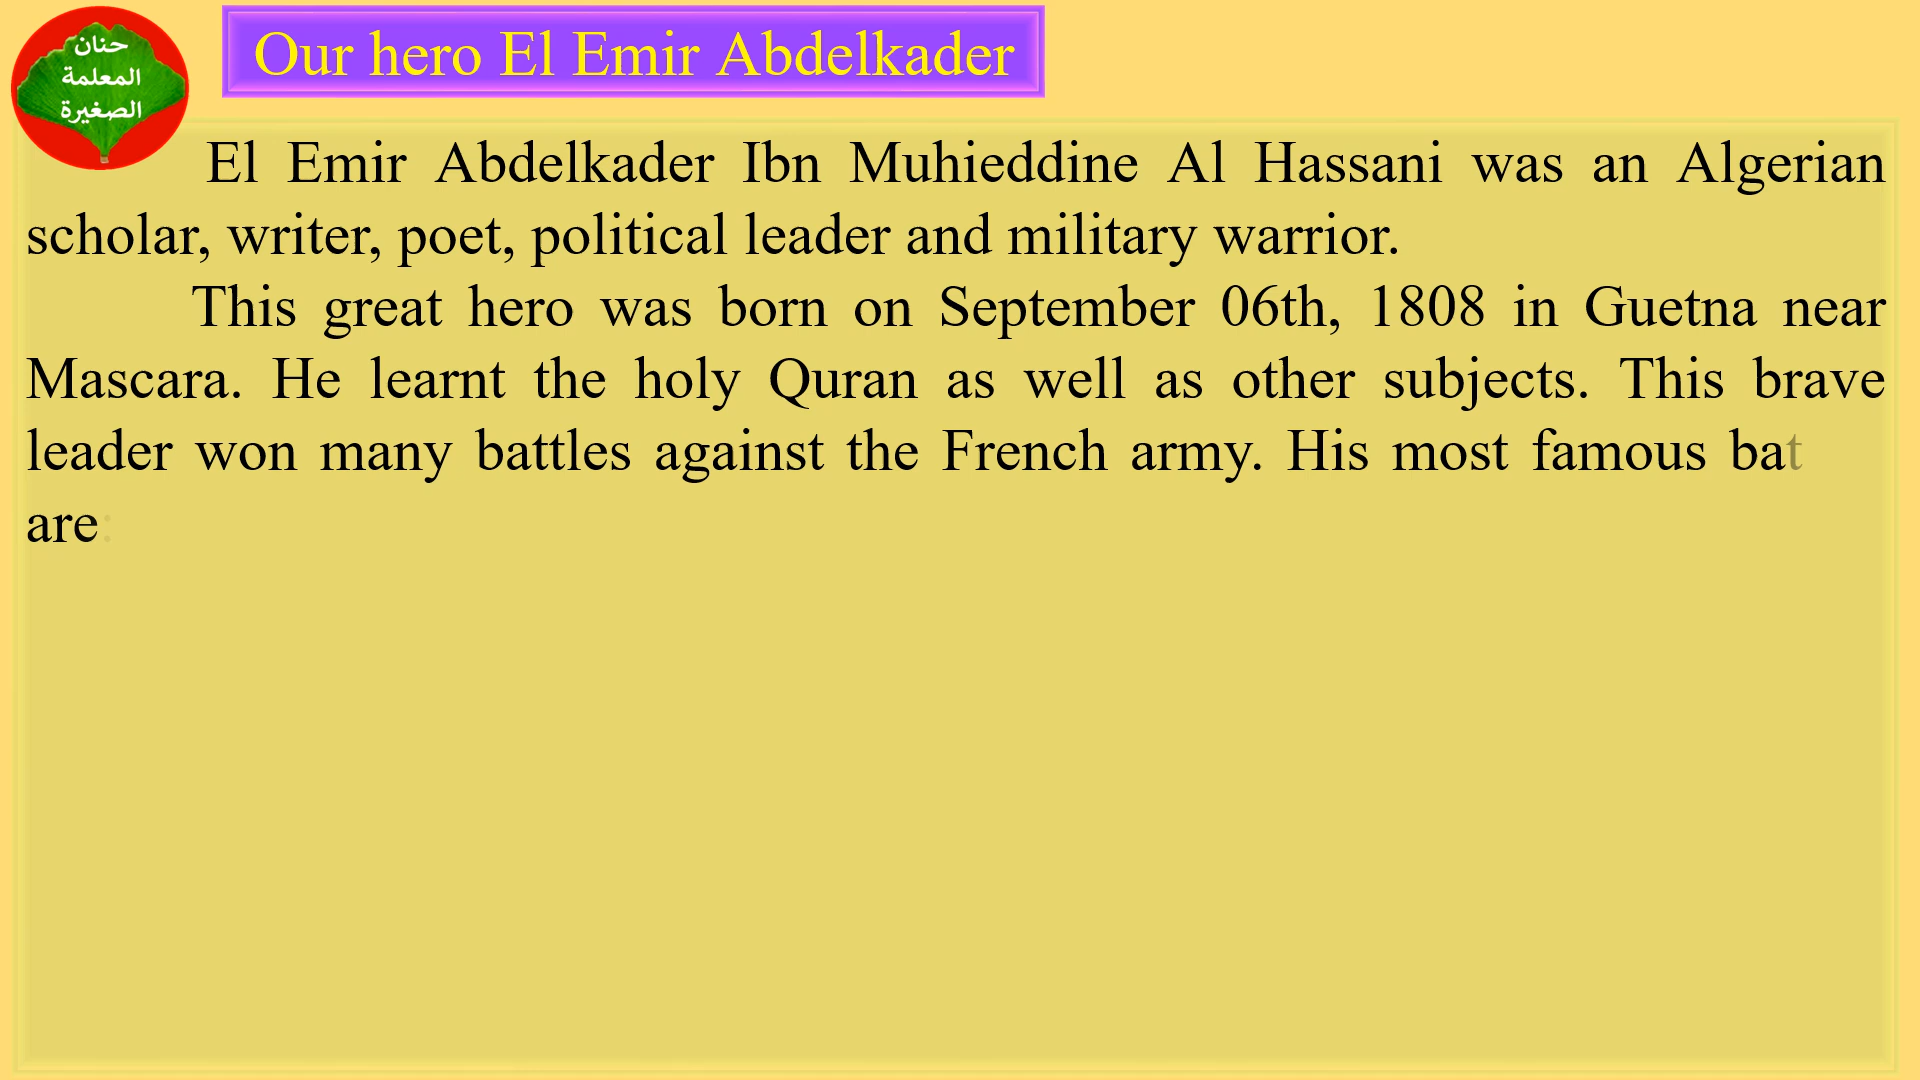 حنان
المعلمة
الصغيرة
Our hero El Emir Abdelkader
El Emir Abdelkader Ibn Muhieddine Al Hassani was an Algerian
scholar, writer, poet, political leader and military warrior.
This great hero was born on September 06th, 1808 in Guetna near
Mascara. He learnt the holy Quran as well as other subjects. This brave
leader won many battles against the French army. His most famous bat
are: